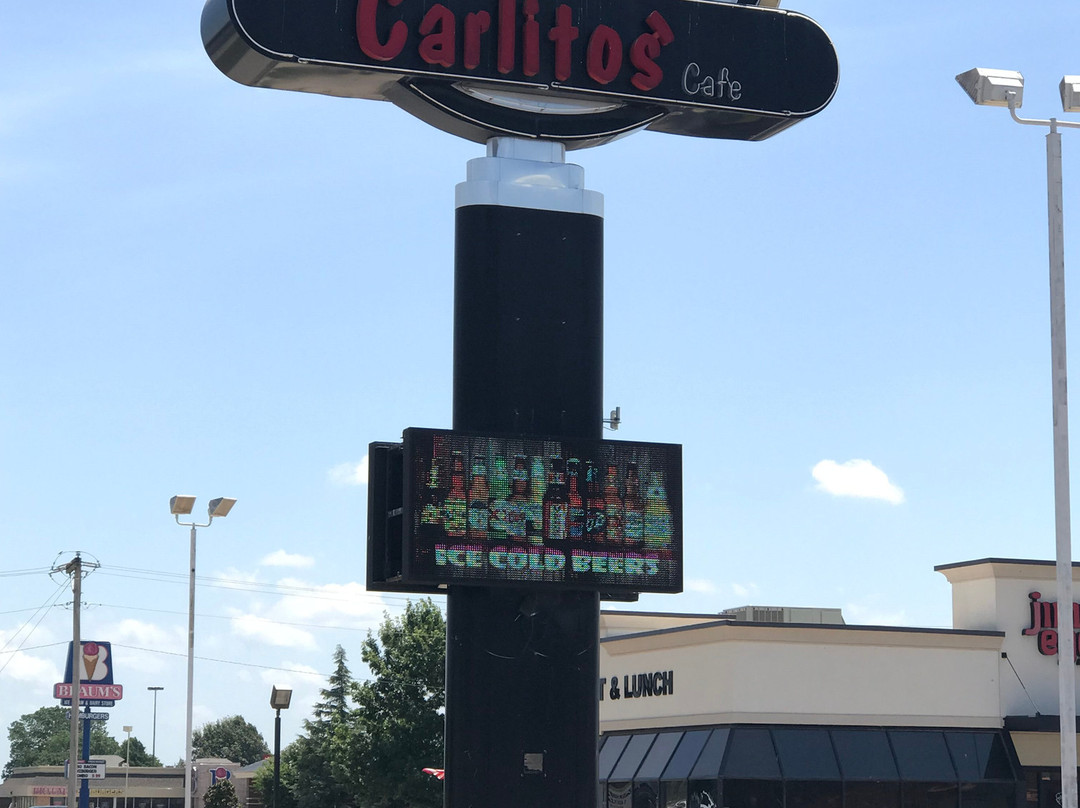 Carlitos'
Cafe
ICE COLD BEERS
T & LUNCH
B
BRAUM'S